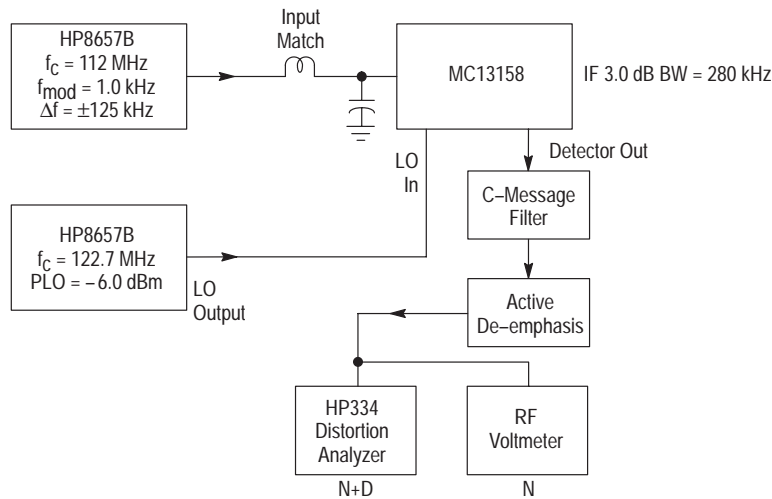 HP8657B
fC = 112 MHz
fmod = 1.0 kHz
Δf = ±125 kHz
Input
Match
MC13158
IF 3.0 dB BW = 280 kHz
LO
In
Detector Out
C–Message
Filter
HP8657B
fC = 122.7 MHz
PLO = –6.0 dBm
LO
Output
Active
De–emphasis
HP334
Distortion
Analyzer
RF
Voltmeter
N+D
N